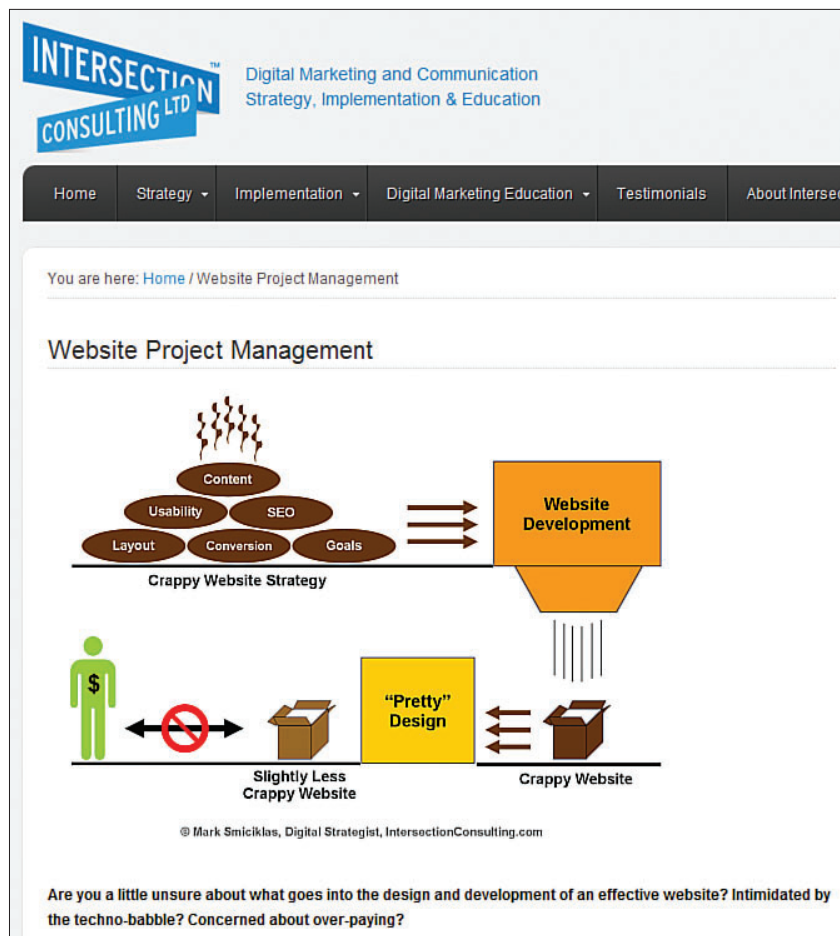 INTERSECTION™
CONSULTING LTD
Digital Marketing and Communication
Strategy, Implementation & Education
Home Strategy Implementation Digital Marketing Education Testimonials About
You are here: Home / Website Project Management
Website Project Management
Content
Usability SEO
Layout Conversion Goals
Crappy Website Strategy
Website
Development
$
"Pretty"
Design
Slightly Less
Crappy Website
Crappy Website
© Mark Smiciklas, Digital Strategist, IntersectionConsulting.com
Are you a little unsure about what goes into the design and development of an effective website? Intimidated by
the techno-babble? Concerned about over-paying?